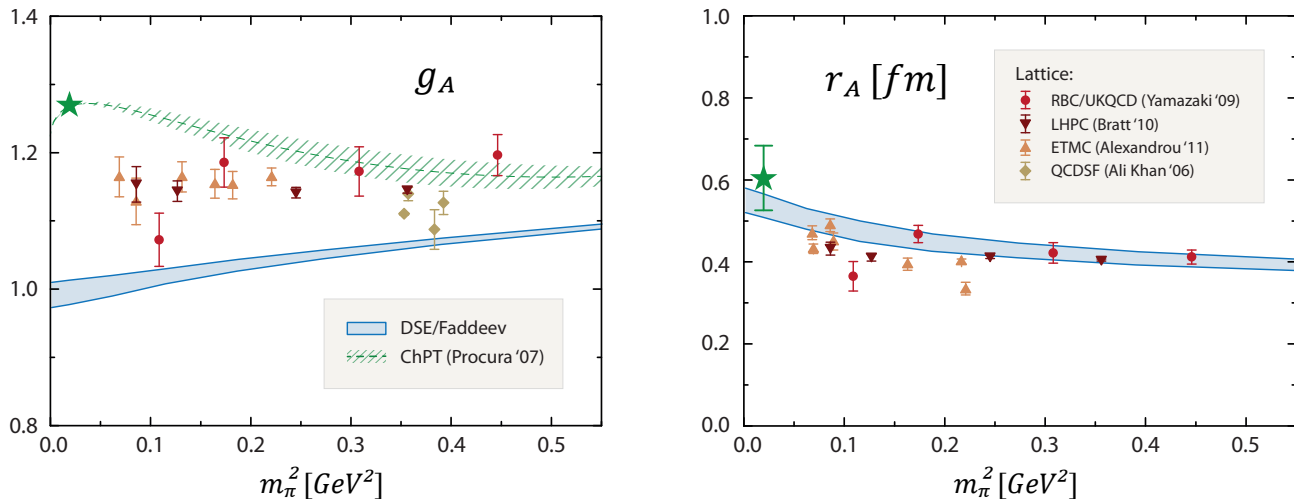 1.4
1.2
1.0
0.8
0.0 0.1 0.2 0.3 0.4 0.5
g_A
DSE/Faddeev
ChPT (Procura ‘07)
m_π^2 [GeV^2]
1.0
0.8
0.6
0.4
0.2
0.0
0.0 0.1 0.2 0.3 0.4 0.5
r_A [fm]
Lattice:
RBC/UKQCD (Yamazaki ‘09)
LHPC (Bratt ‘10)
ETMC (Alexandrou ‘11)
QCDSF (Ali Khan ‘06)
m_π^2 [GeV^2]